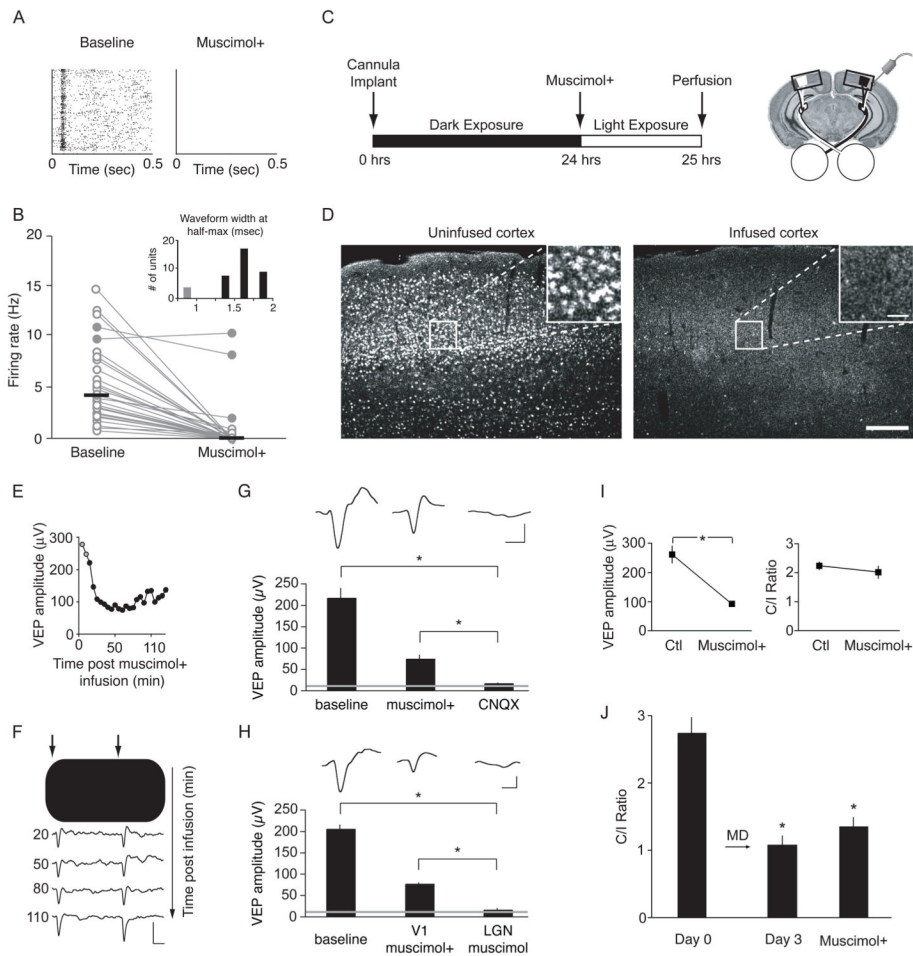 A
Baseline
Muscimol+
0
Time (sec)
0.5
0
Time (sec)
0.5
B
Waveform width at
half-max (msec)
# of units
20
10
0
1
1.5
2
Firing rate (Hz)
20
15
10
5
0
Baseline
Muscimol+
C
Cannula
Implant
Muscimol+
Perfusion
Dark Exposure
Light Exposure
0 hrs
24 hrs
25 hrs
D
Uninfused cortex
Infused cortex
E
VEP amplitude (µV)
300
200
100
0
0
50
110
Time post muscimol+
infusion (min)
F
20
50
80
110
Time post infusion (min)
G
*
*
VEP amplitude (µV)
250
200
150
100
50
0
baseline
muscimol+
CNQX
H
*
*
VEP amplitude (µV)
250
200
150
100
50
0
baseline
V1
muscimol+
LGN
muscimol
I
VEP amplitude (µV)
300
200
100
0
*
Ctl
Muscimol+
C/I Ratio
3
2
1
0
Ctl
Muscimol+
J
C/I Ratio
3
2
1
0
MD
*
*
Day 0
Day 3
Muscimol+